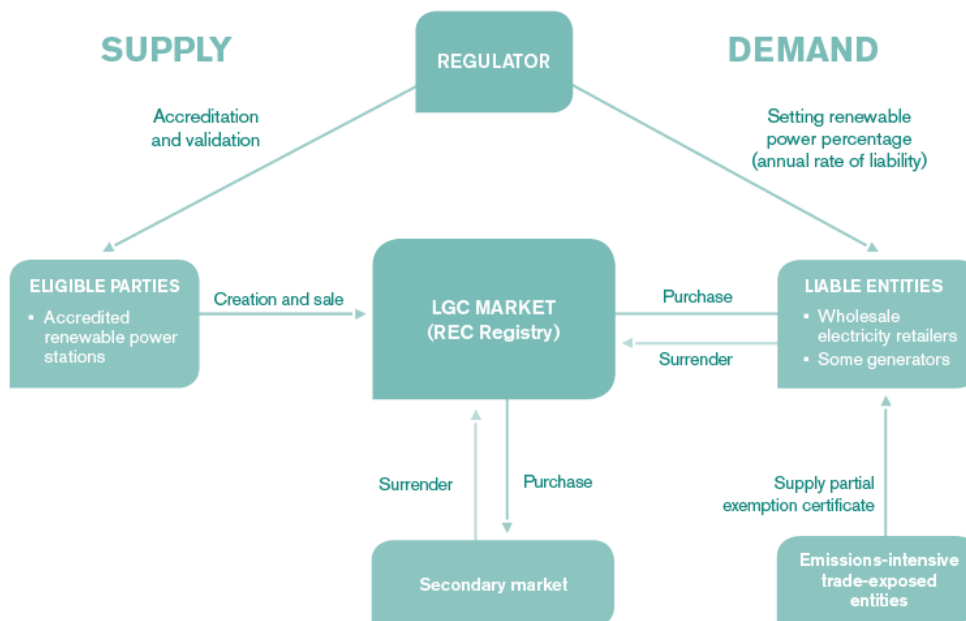 SUPPLY
REGULATOR
DEMAND
Accreditation
and validation
Setting renewable
power percentage
(annual rate of liability)
ELIGIBLE PARTIES
▪ Accredited
renewable power
stations
Creation and sale
LGC MARKET
(REC Registry)
Purchase
Surrender
LIABLE ENTITIES
▪ Wholesale
electricity retailers
▪ Some generators
Surrender
Purchase
Supply partial
exemption certificate
Secondary market
Emissions-intensive
trade-exposed
entities